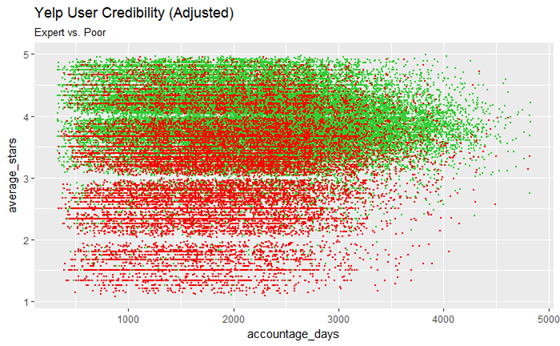 Yelp User Credibility (Adjusted)
Expert vs. Poor
5
4
3
2
1
average_stars
1000 2000 3000 4000 5000
accountage_days